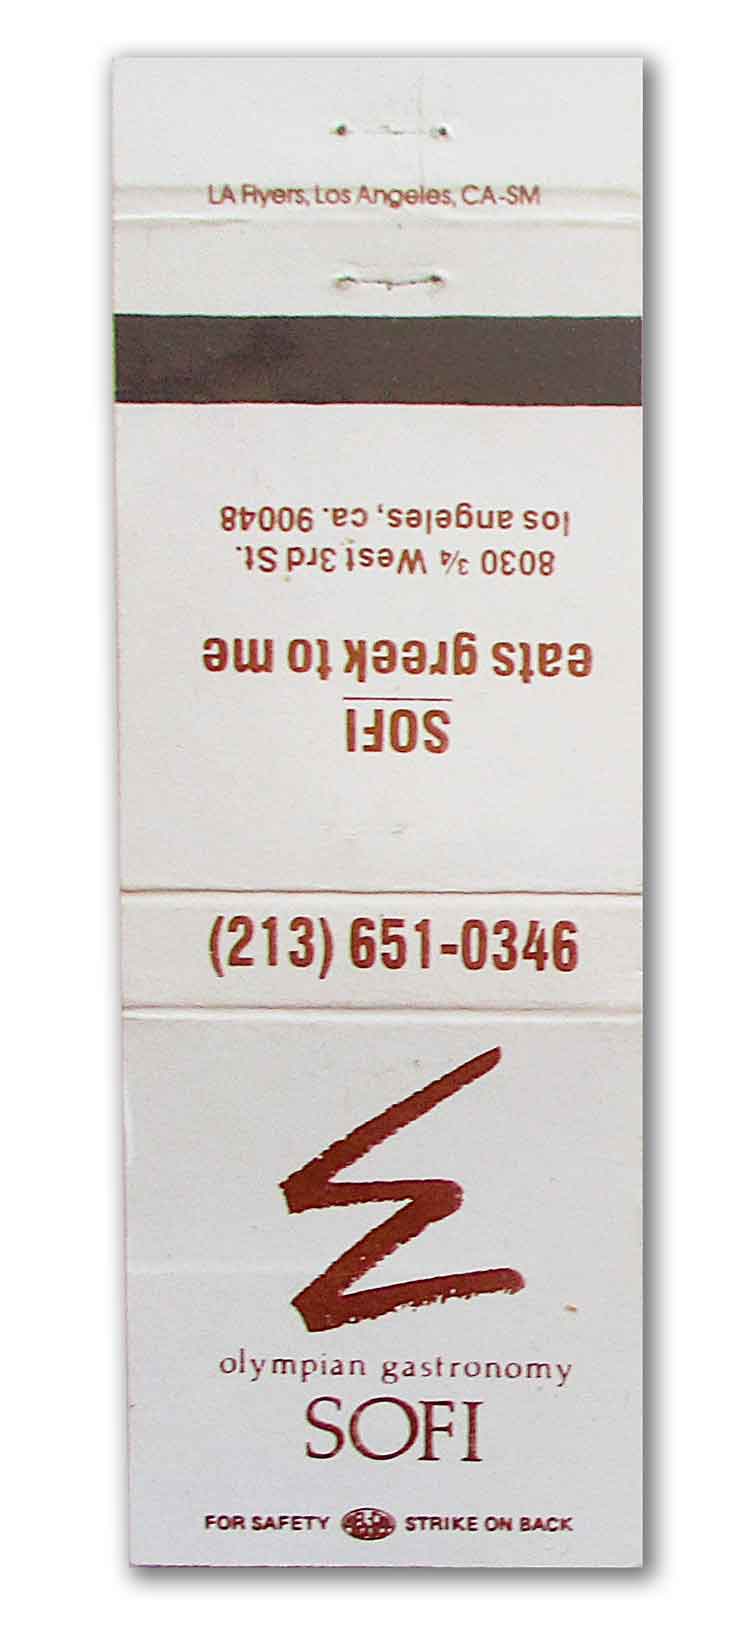 LA Flyers, Los Angeles, CA-SM
SOFI
eats greek to me
8030 ¾ West 3rd St.
los angeles, ca. 90048
(213) 651-0346
olympian gastronomy
SOFI
FOR SAFETY STRIKE ON BACK